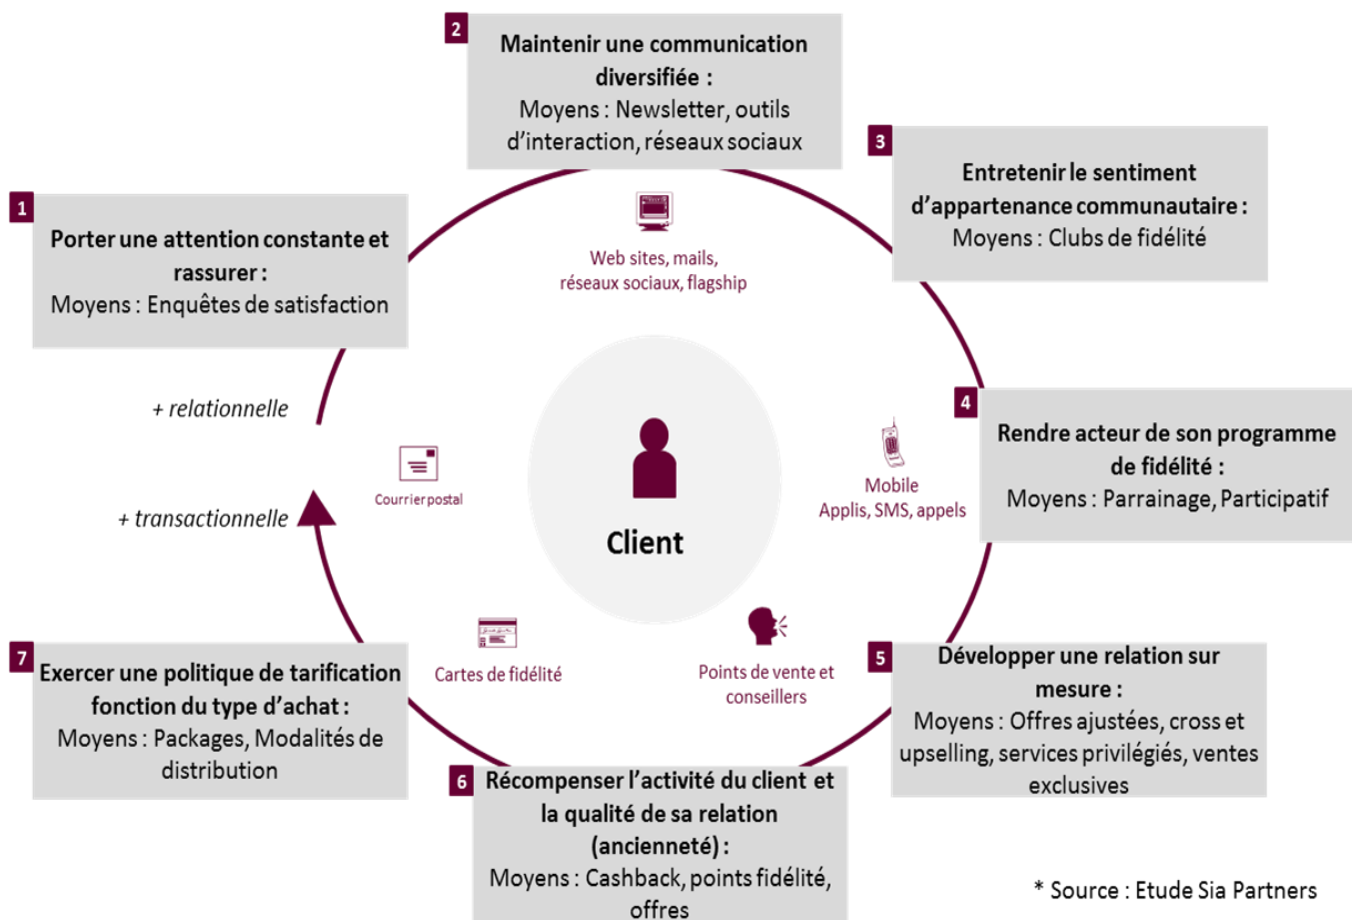 1
Porter une attention constante et
rassurer :
Moyens : Enquêtes de satisfaction
2
Maintenir une communication
diversifiée :
Moyens : Newsletter, outils
d'interaction, réseaux sociaux
3
Entretenir le sentiment
d'appartenance communautaire :
Moyens : Clubs de fidélité
4
Rendre acteur de son programme
de fidélité :
Moyens : Parrainage, Participatif
5
Développer une relation sur
mesure :
Moyens : Offres ajustées, cross et
upselling, services privilégiés, ventes
exclusives
6
Récompenser l'activité du client et
la qualité de sa relation
(ancienneté) :
Moyens : Cashback, points fidélité,
offres
7
Exercer une politique de tarification
fonction du type d'achat :
Moyens : Packages, Modalités de
distribution
+ relationnelle
+ transactionnelle
Web sites, mails,
réseaux sociaux, flagship
Courrier postal
Mobile
Applis, SMS, appels
Client
Cartes de fidélité
Points de vente et
conseillers
* Source : Etude Sia Partners